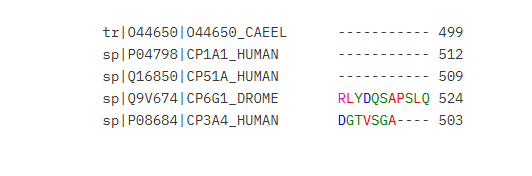 tr|O44650|O44650_CAEEL ----------- 499
sp|P04798|CP1A1_HUMAN ----------- 512
sp|Q16850|CP51A_HUMAN ----------- 509
sp|Q9V674|CP6G1_DROME RLYDQSAPSLQ 524
sp|P08684|CP3A4_HUMAN DGTVSGA---- 503